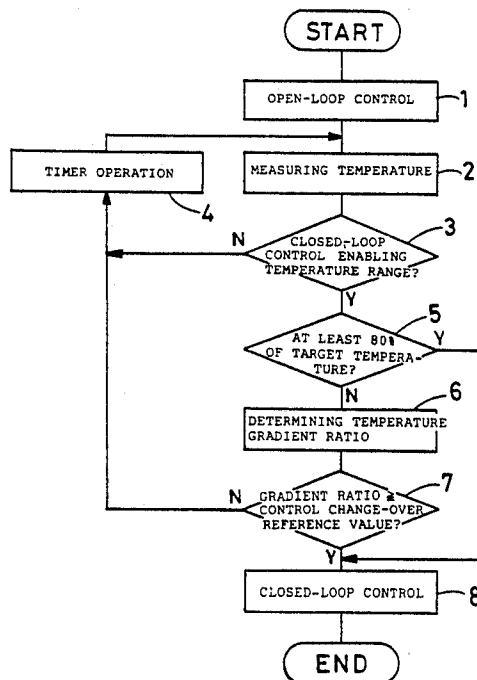 START
OPEN-LOOP CONTROL
1
TIMER OPERATION
4
MEASURING TEMPERATURE
2
3
N
CLOSED-LOOP
CONTROL ENABLING
TEMPERATURE RANGE?
Y
5
AT LEAST 80%
OF TARGET TEMPERA-
TURE?
Y
N
6
DETERMINING TEMPERATURE
GRADIENT RATIO
7
N
GRADIENT RATIO ≧
CONTROL CHANGE-OVER
REFERENCE VALUE?
Y
CLOSED-LOOP CONTROL
8
END